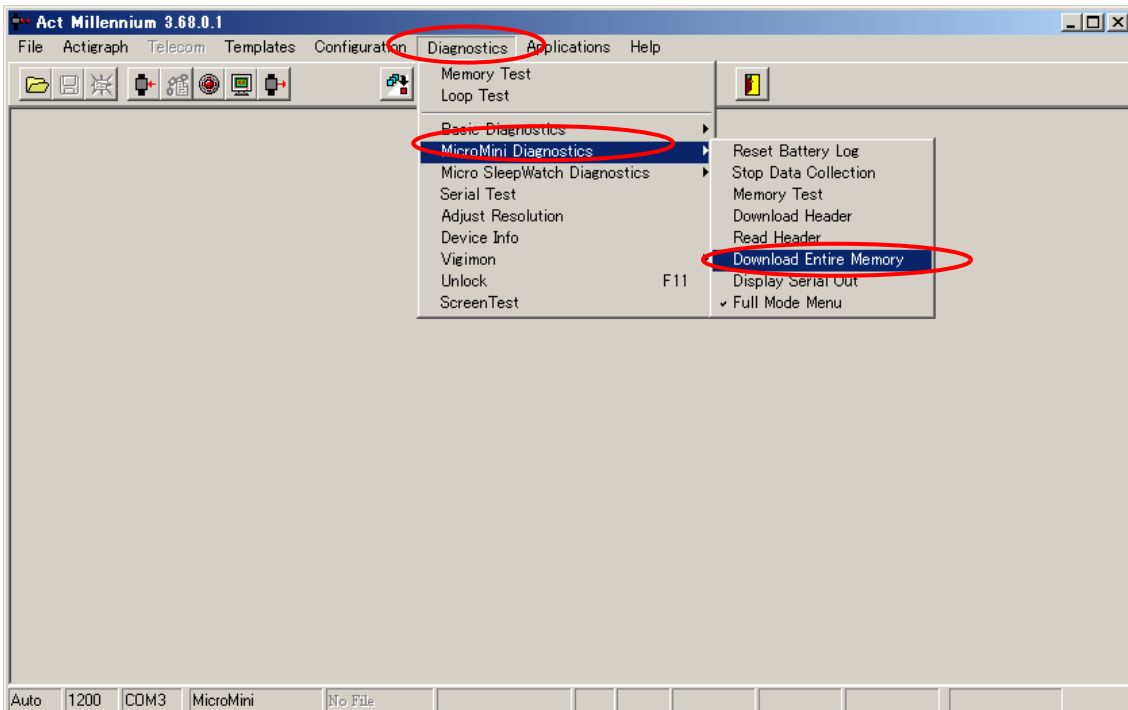 Act Millennium 3.68.0.1
File Actigraph Telecom Templates Configuration Diagnostics Applications Help
Memory Test
Loop Test
Basic Diagnostics
MicroMini Diagnostics
Micro SleepWatch Diagnostics
Serial Test
Adjust Resolution
Device Info
Vigimon
Unlock F11
ScreenTest
Reset Battery Log
Stop Data Collection
Memory Test
Download Header
Read Header
Download Entire Memory
Display Serial Out
Full Mode Menu
Auto 1200 COM3 MicroMini No File